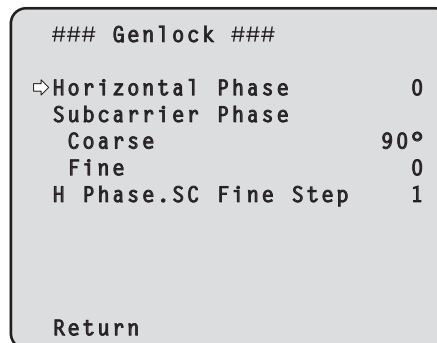 ### Genlock ###
⇨Horizontal Phase 0
Subcarrier Phase
Coarse 90°
Fine 0
H Phase.SC Fine Step 1
Return